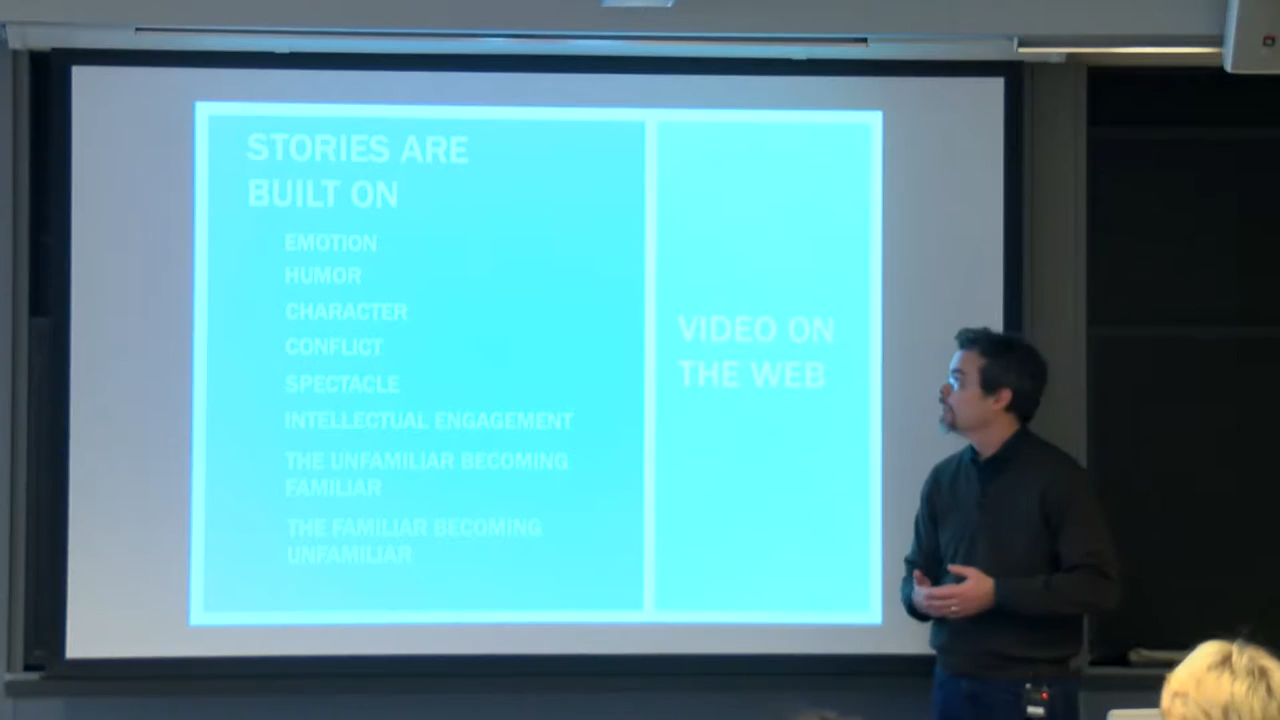 STORIES ARE
BUILT ON
EMOTION
HUMOR
CHARACTER
CONFLICT
SPECTACLE
INTELLECTUAL ENGAGEMENT
THE UNFAMILIAR BECOMING
FAMILIAR
THE FAMILIAR BECOMING
UNFAMILIAR
VIDEO ON
THE WEB